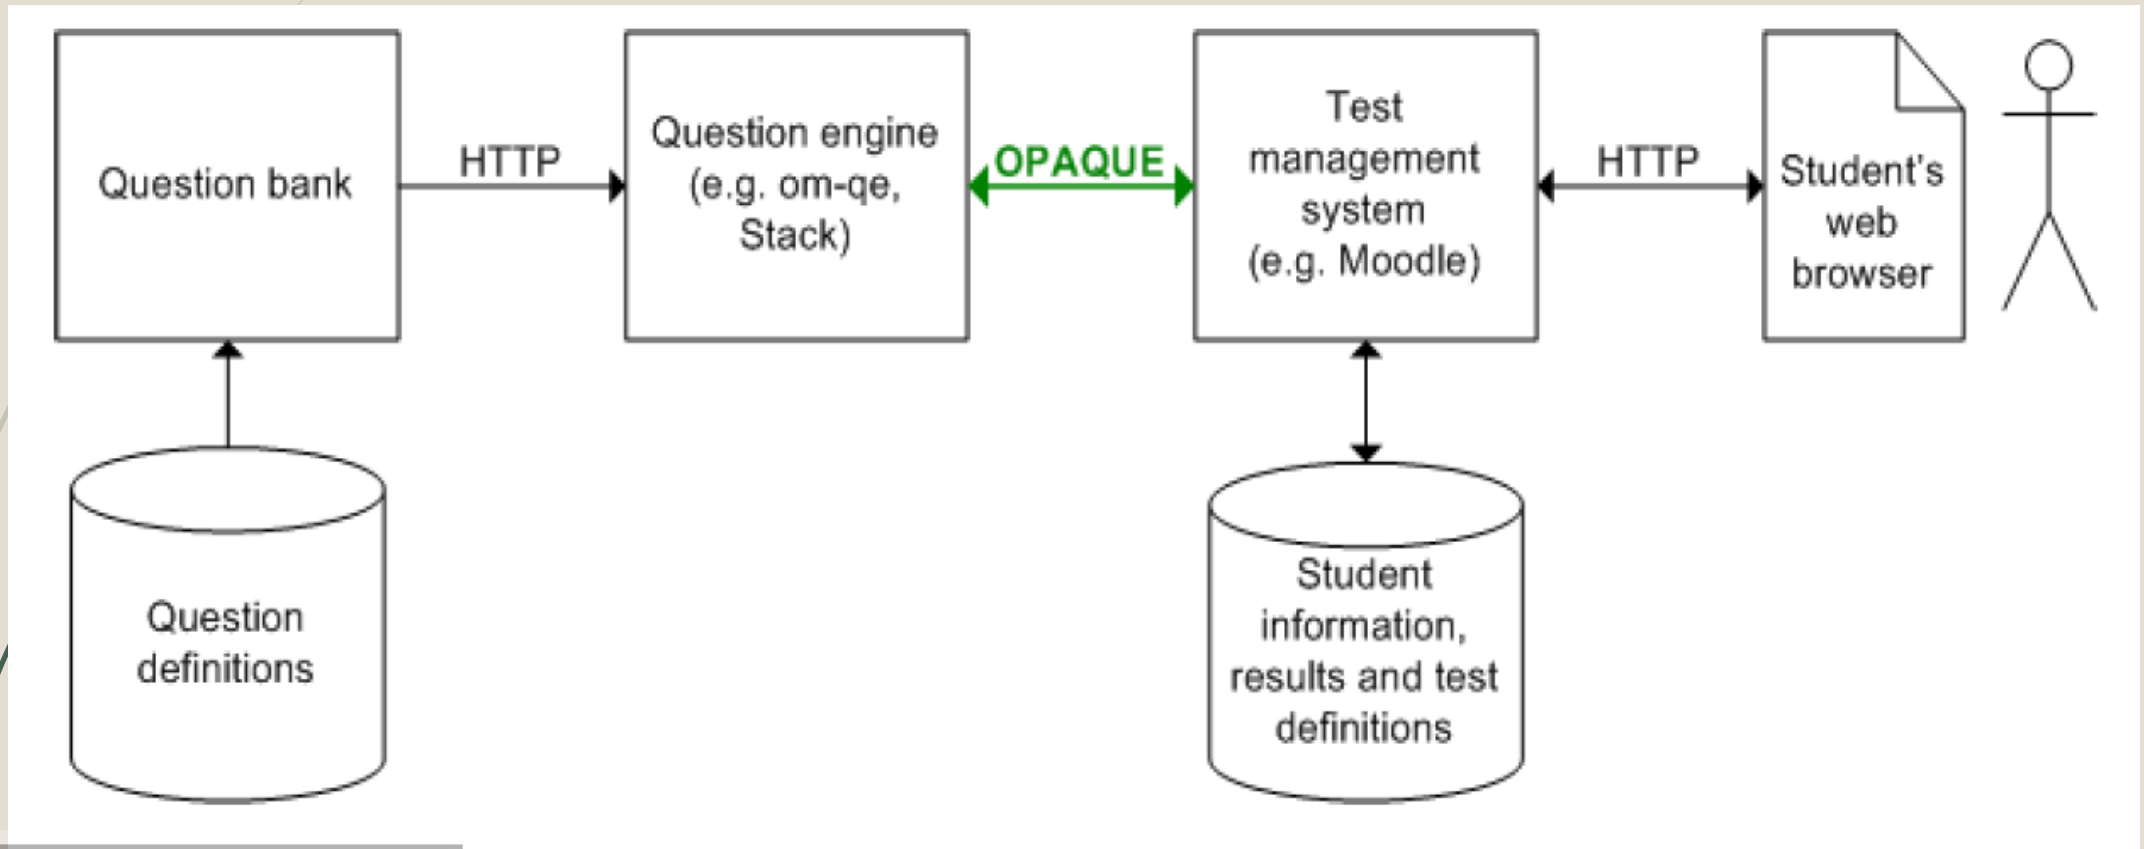 Question bank
HTTP
Question engine
(e.g. om-qe,
Stack)
OPAQUE
Test
management
system
(e.g. Moodle)
HTTP
Student's
web
browser
Question
definitions
Student
information,
results and test
definitions